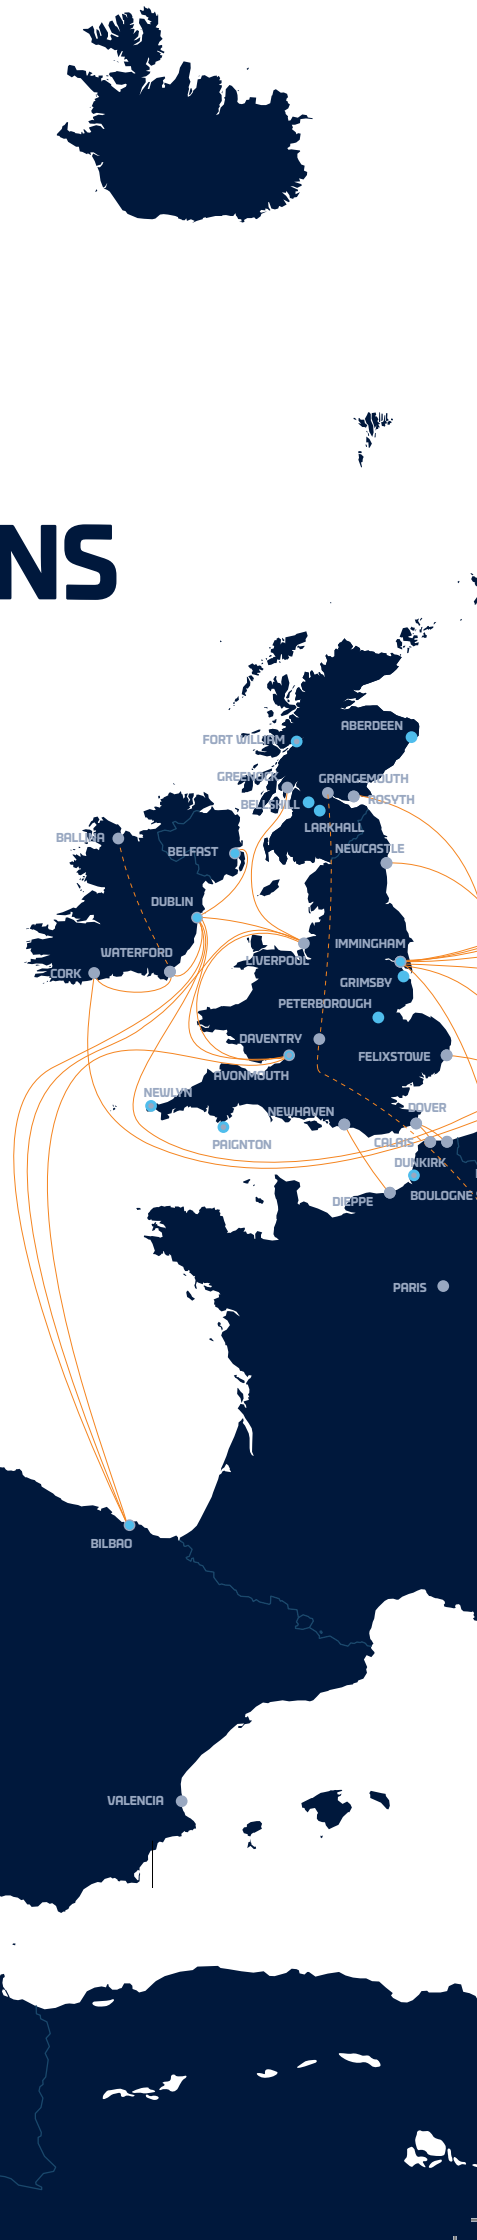 NS
ABERDEEN
FORT WILLIAM
GREENOCK
GRANGEMOUTH
BELLSHILL
ROSYTH
LARKHALL
BALLINA
NEWCASTLE
BELFAST
DUBLIN
IMMINGHAM
WATERFORD
LIVERPOOL
CORK
GRIMSBY
PETERBOROUGH
DAVENTRY
FELIXSTOWE
AVONMOUTH
NEWLYN
NEWHAVEN
DOVER
PAIGNTON
CALAIS
DUNKIRK
DIEPPE
BOULOGNE
PARIS
BILBAO
VALENCIA